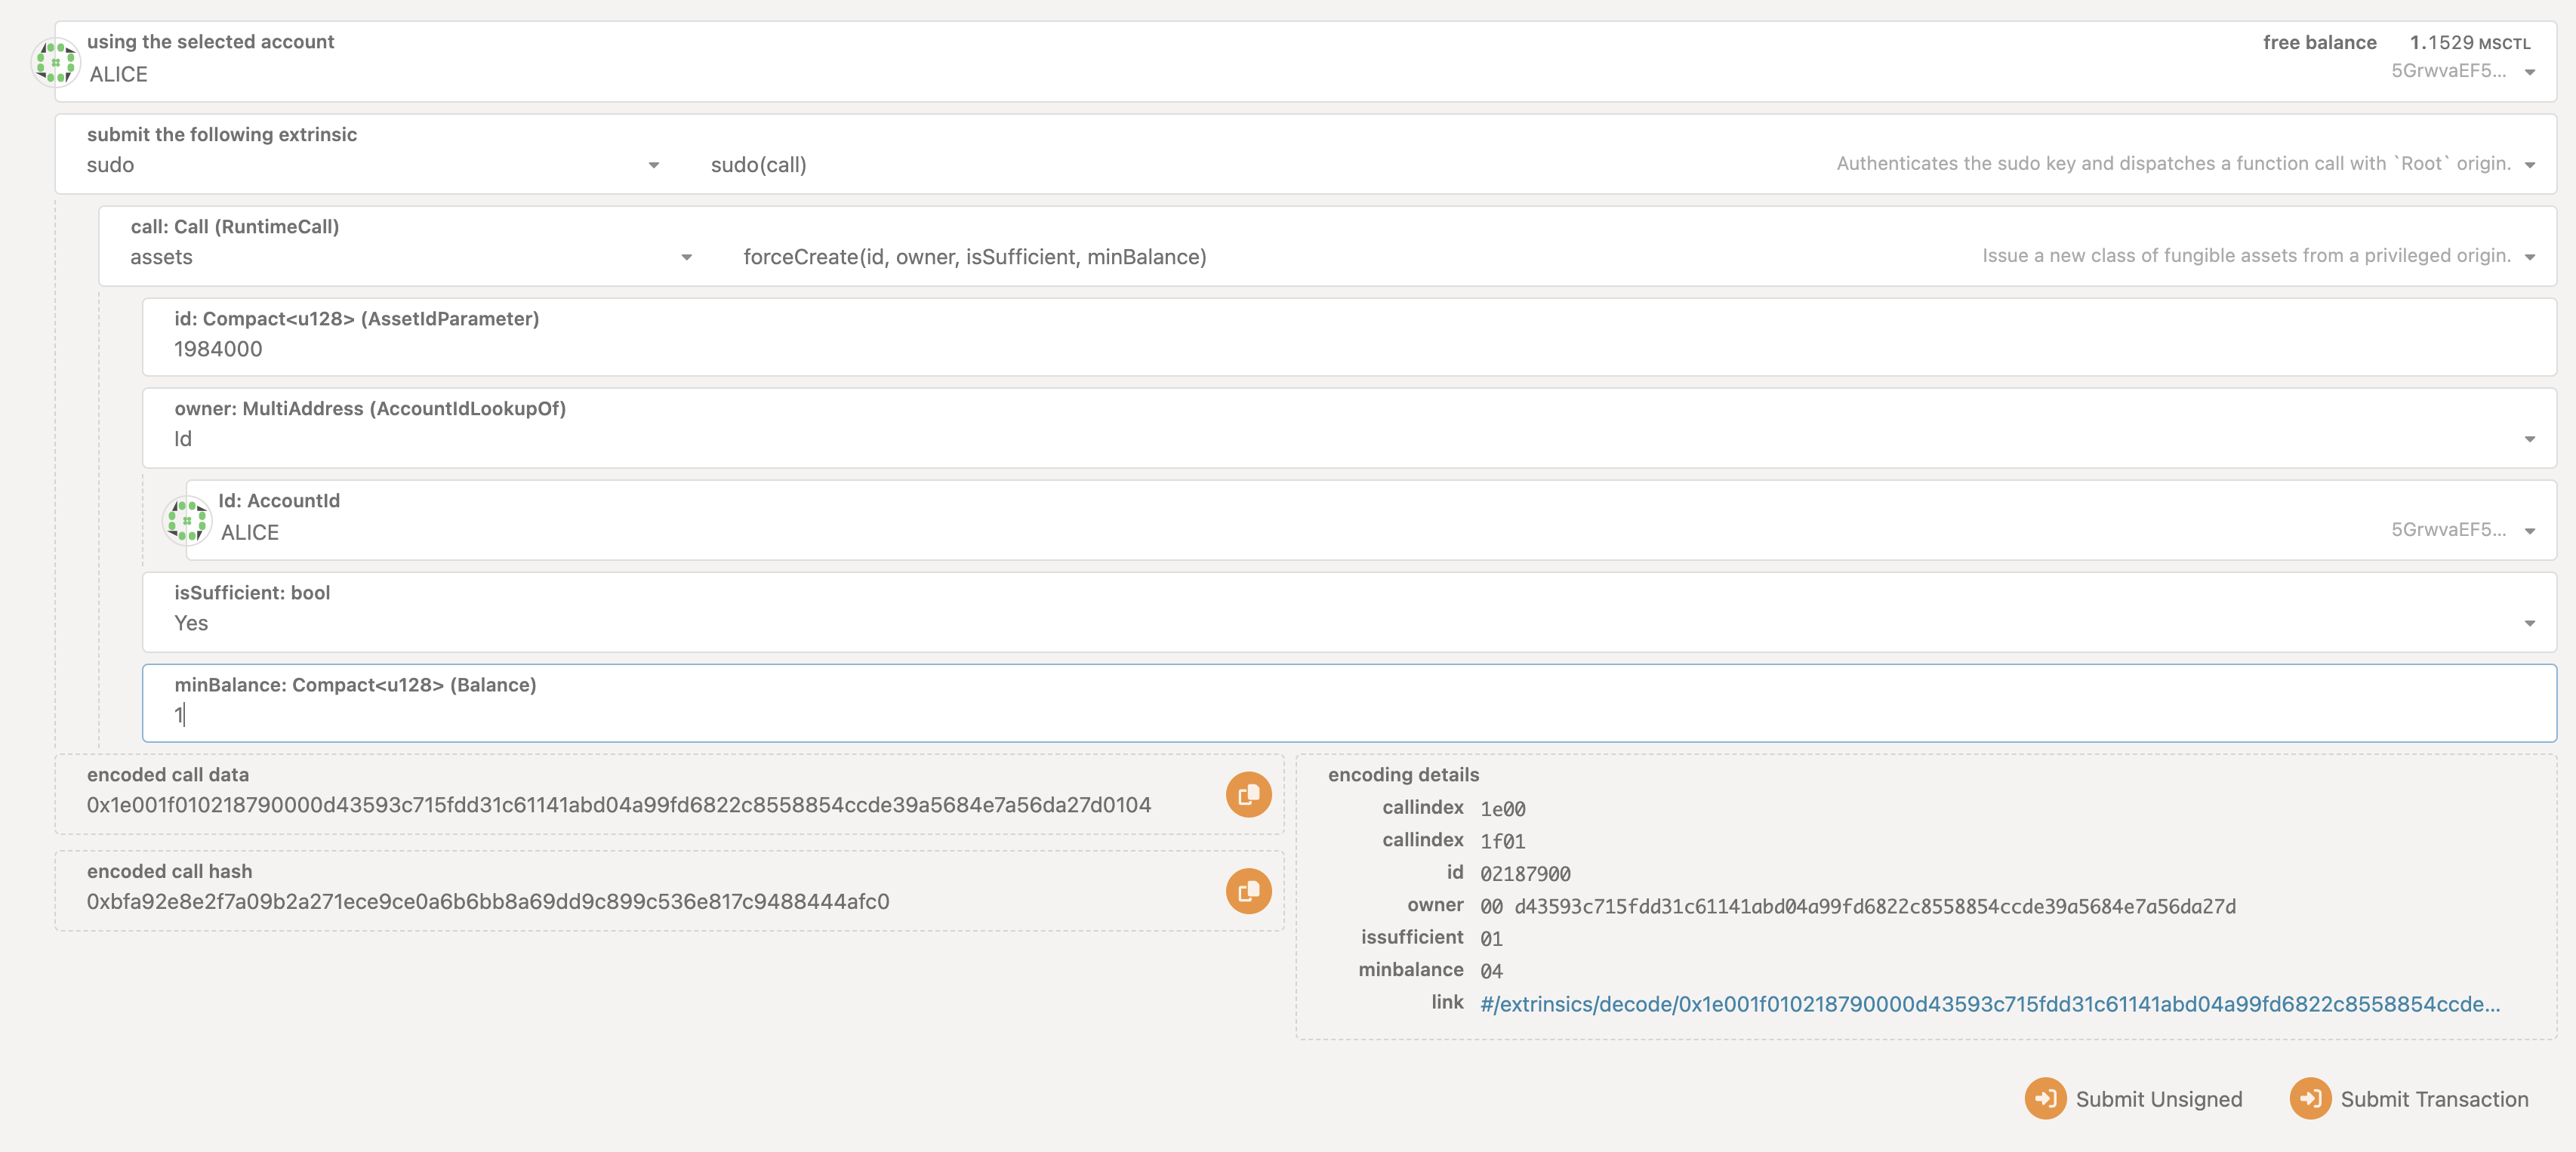 using the selected account
ALICE
free balance 1.1529 MSCTL
5GrwvaEF5...
submit the following extrinsic
sudo
sudo(call)
Authenticates the sudo key and dispatches a function call with `Root` origin.
call: Call (RuntimeCall)
assets
forceCreate(id, owner, isSufficient, minBalance)
Issue a new class of fungible assets from a privileged origin.
id: Compact<u128> (AssetIdParameter)
1984000
owner: MultiAddress (AccountIdLookupOf)
Id
Id: AccountId
ALICE
5GrwvaEF5...
isSufficient: bool
Yes
minBalance: Compact<u128> (Balance)
1
encoded call data
0x1e001f010218790000d43593c715fdd31c61141abd04a99fd6822c8558854ccde39a5684e7a56da27d0104
encoded call hash
0xbfa92e8e2f7a09b2a271ece9ce0a6b6bb8a69dd9c899c536e817c9488444afc0
encoding details
callindex 1e00
callindex 1f01
id 02187900
owner 00 d43593c715fdd31c61141abd04a99fd6822c8558854ccde39a5684e7a56da27d
issufficient 01
minbalance 04
link #/extrinsics/decode/0x1e001f010218790000d43593c715fdd31c61141abd04a99fd6822c8558854ccde...
Submit Unsigned
Submit Transaction